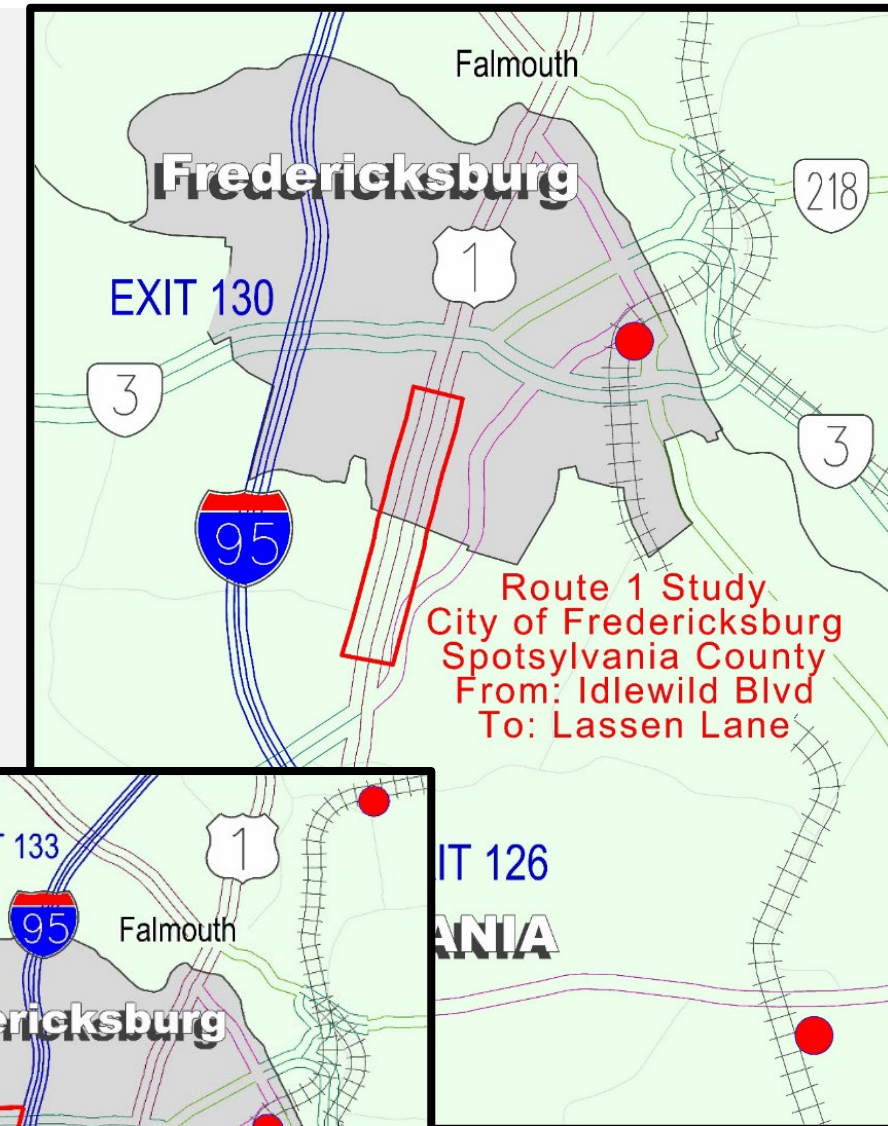 Falmouth
Fredericksburg
218
1
EXIT 130
3
3
95
Route 1 Study
City of Fredericksburg
Spotsylvania County
From: Idlewild Blvd
To: Lassen Lane
T 133
1
IT 126
95
Falmouth
ANIA
ericksburg